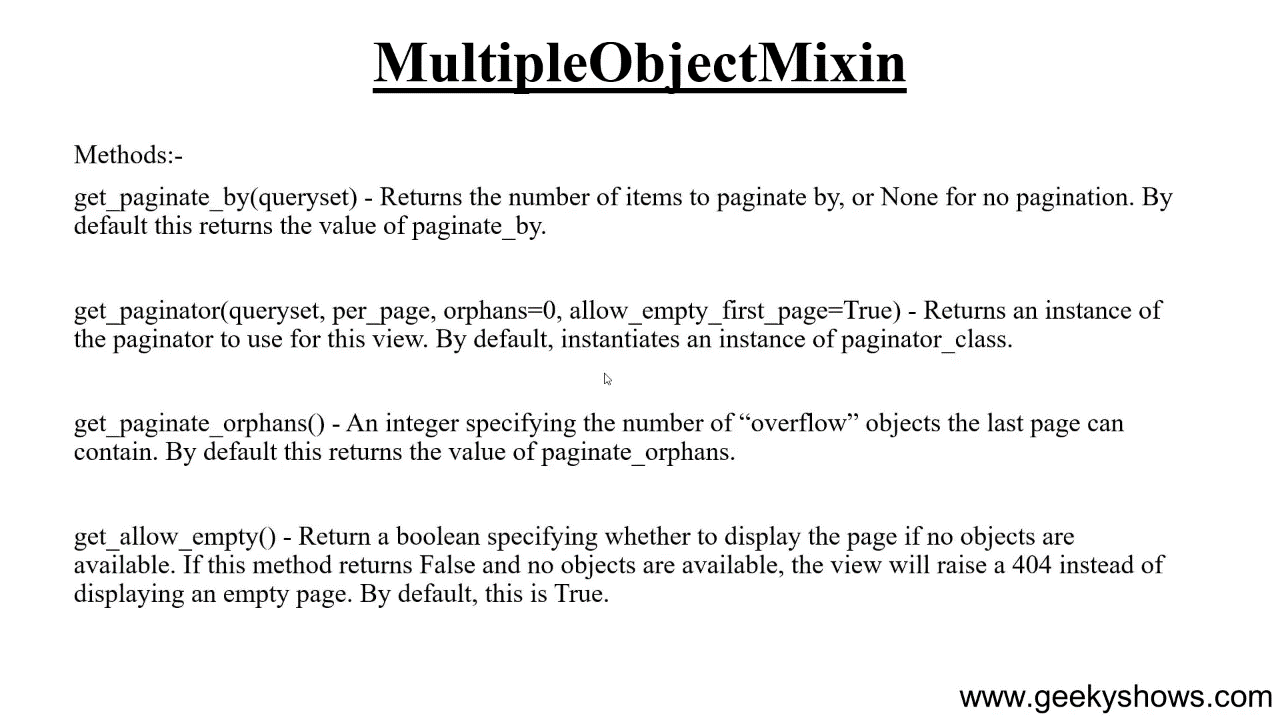 MultipleObjectMixin
Methods:-
get_paginate_by(queryset) - Returns the number of items to paginate by, or None for no pagination. By
default this returns the value of paginate_by.
get_paginator(queryset, per_page, orphans=0, allow_empty_first_page=True) - Returns an instance of
the paginator to use for this view. By default, instantiates an instance of paginator_class.
get_paginate_orphans() - An integer specifying the number of “overflow” objects the last page can
contain. By default this returns the value of paginate_orphans.
get_allow_empty() - Return a boolean specifying whether to display the page if no objects are
available. If this method returns False and no objects are available, the view will raise a 404 instead of
displaying an empty page. By default, this is True.
www.geekyshows.com